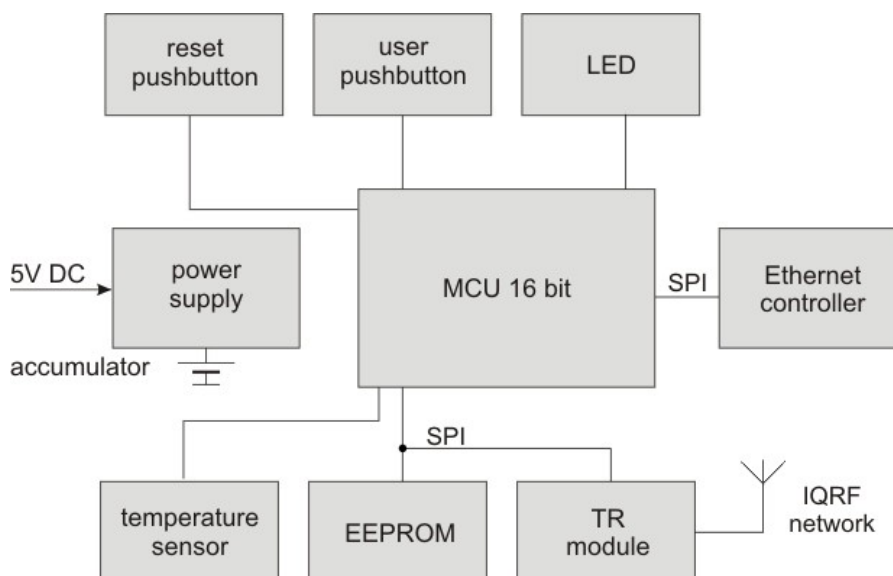 reset
pushbutton
user
pushbutton
LED
5V DC
power
supply
MCU 16 bit
SPI
Ethernet
controller
accumulator
SPI
temperature
sensor
EEPROM
TR
module
IQRF
network